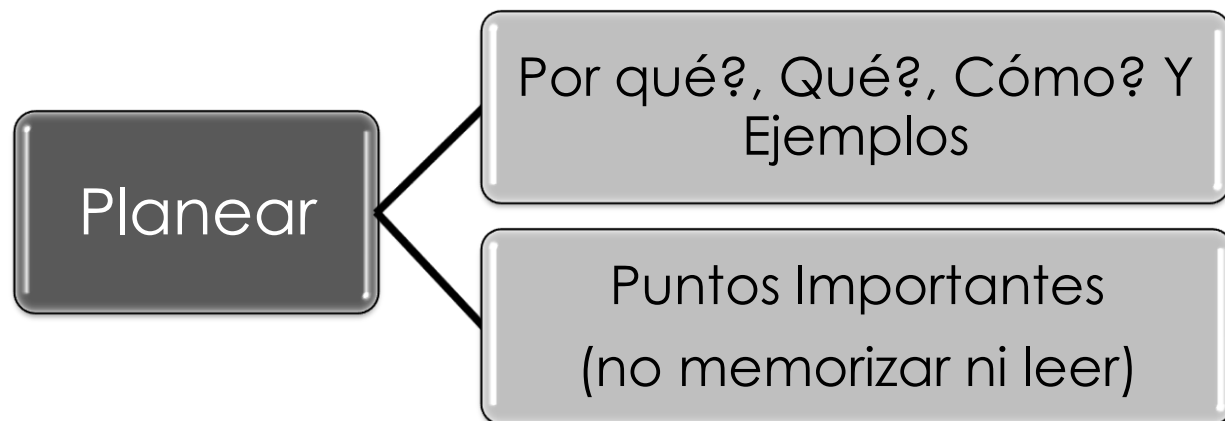 Planear
Por qué?, Qué?, Cómo? Y
Ejemplos
Puntos Importantes
(no memorizar ni leer)